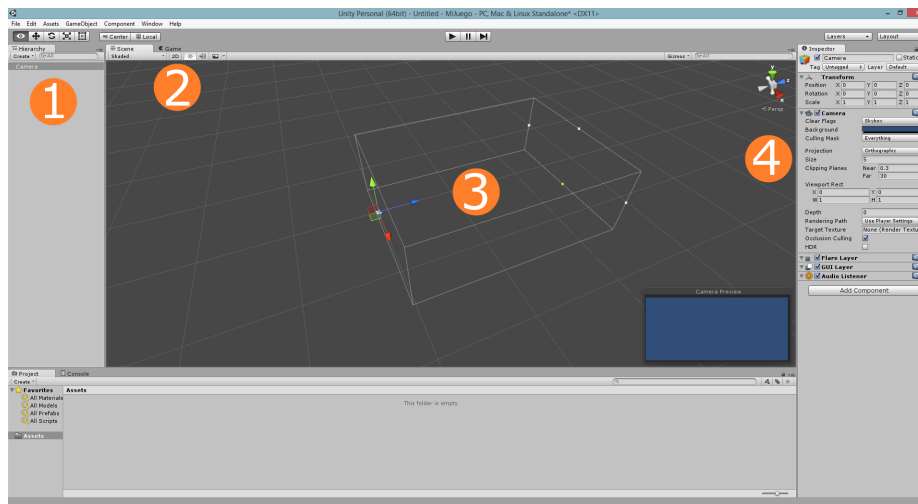 Unity Personal (64bit) - Untitled - MiJuego - PC, Mac & Linux Standalone* <DX11>
File Edit Assets GameObject Component Window Help
Center Local
Layers Layout
Hierarchy
Create All
Camera
1
Scene Game
Shaded 2D Gizmos All
2
y
z
Persp
3
4
Camera Preview
Inspector
Camera Static
Tag Untagged Layer Default
Transform
Position X 0 Y 0 Z 0
Rotation X 0 Y 0 Z 0
Scale X 1 Y 1 Z 1
Camera
Clear Flags Skybox
Background
Culling Mask Everything
Projection Orthographic
Size 5
Clipping Planes Near 0.3
Far 30
Viewport Rect
X 0 Y 0
W 1 H 1
Depth 0
Rendering Path Use Player Settings
Target Texture None (Render Textu
Occlusion Culling
HDR
Flare Layer
GUI Layer
Audio Listener
Add Component
Project Console
Create
Favorites
All Materials
All Models
All Prefabs
All Scripts
Assets
Assets
This folder is empty